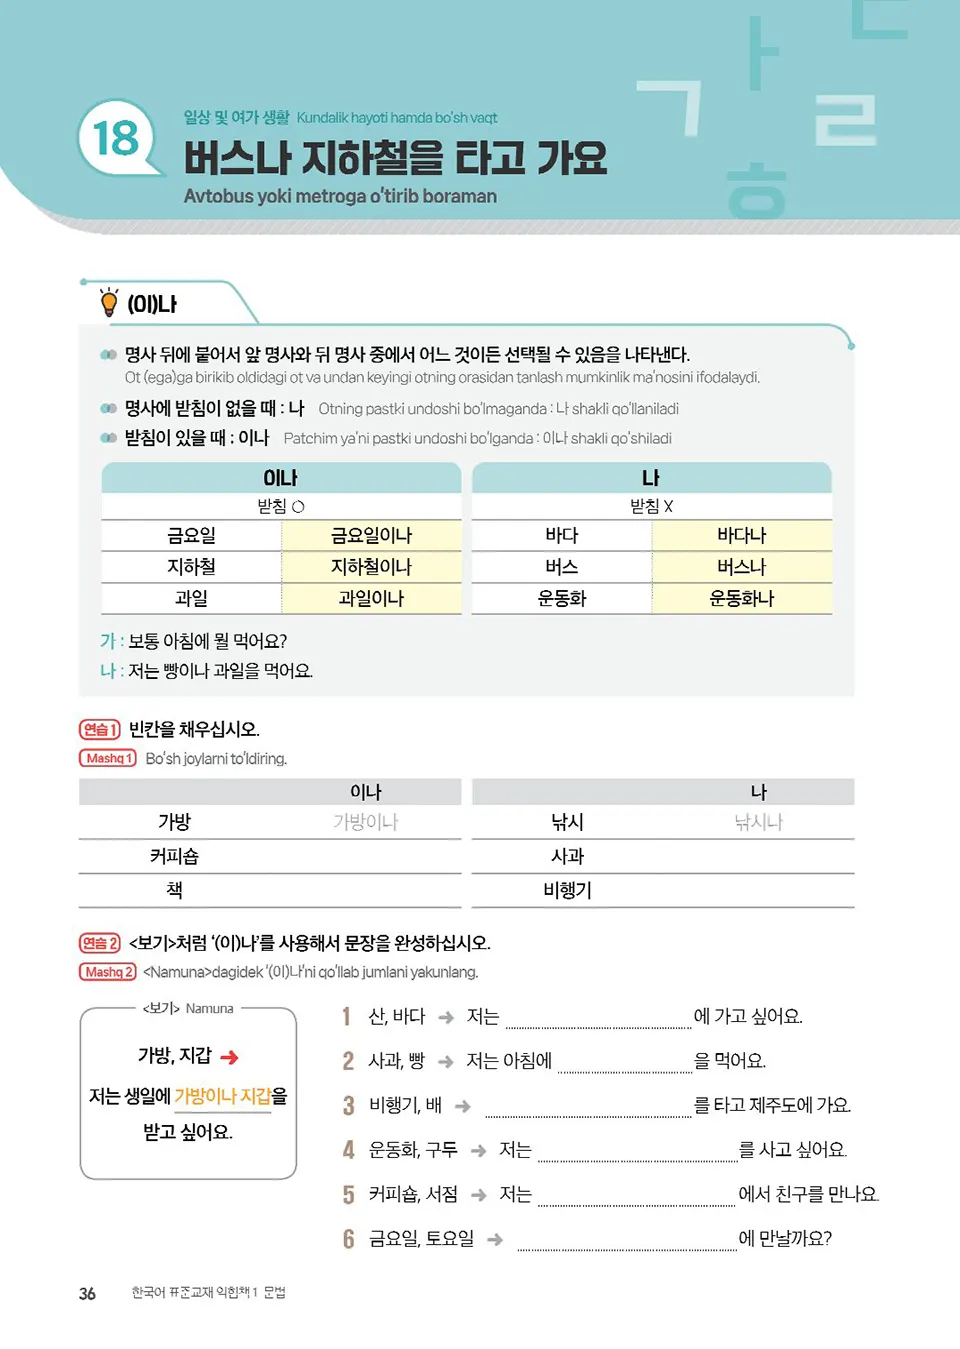 18
일상 및 여가 생활 Kundalik hayoti hamda bo'sh vaqt
버스나 지하철을 타고 가요
Avtobus yoki metroga o'tirib boraman
ㅏ ㄷ ㄱ ㄹ ㅎ
(이)나
명사 뒤에 붙어서 앞 명사와 뒤 명사 중에서 어느 것이든 선택될 수 있음을 나타낸다.
Ot (ega)ga birikib oldidagi ot va undan keyingi otning orasidan tanlash mumkinlik ma'nosini ifodalaydi.
명사에 받침이 없을 때 : 나 Otning pastki undoshi bo'lmaganda : 나 shakli qo'llaniladi
받침이 있을 때 : 이나 Patchim ya'ni pastki undoshi bo'lganda : 이나 shakli qo'shiladi
이나 나
받침 O 받침 X
금요일 금요일이나 바다 바다나
지하철 지하철이나 버스 버스나
과일 과일이나 운동화 운동화나
가 : 보통 아침에 뭘 먹어요?
나 : 저는 빵이나 과일을 먹어요.
연습 1 빈칸을 채우십시오.
Mashq 1 Bo'sh joylarni to'ldiring.
이나 나
가방 가방이나 낚시 낚시나
커피숍 사과
책 비행기
연습 2 <보기>처럼 '(이)나'를 사용해서 문장을 완성하십시오.
Mashq 2 <Namuna>dagidek '(이)나'ni qo'llab jumlani yakunlang.
<보기> Namuna
가방, 지갑 ➔
저는 생일에 가방이나 지갑을
받고 싶어요.
1 산, 바다 ➔ 저는 에 가고 싶어요.
2 사과, 빵 ➔ 저는 아침에 을 먹어요.
3 비행기, 배 ➔ 를 타고 제주도에 가요.
4 운동화, 구두 ➔ 저는 를 사고 싶어요.
5 커피숍, 서점 ➔ 저는 에서 친구를 만나요.
6 금요일, 토요일 ➔ 에 만날까요?
36 한국어 표준교재 익힘책 1 문법